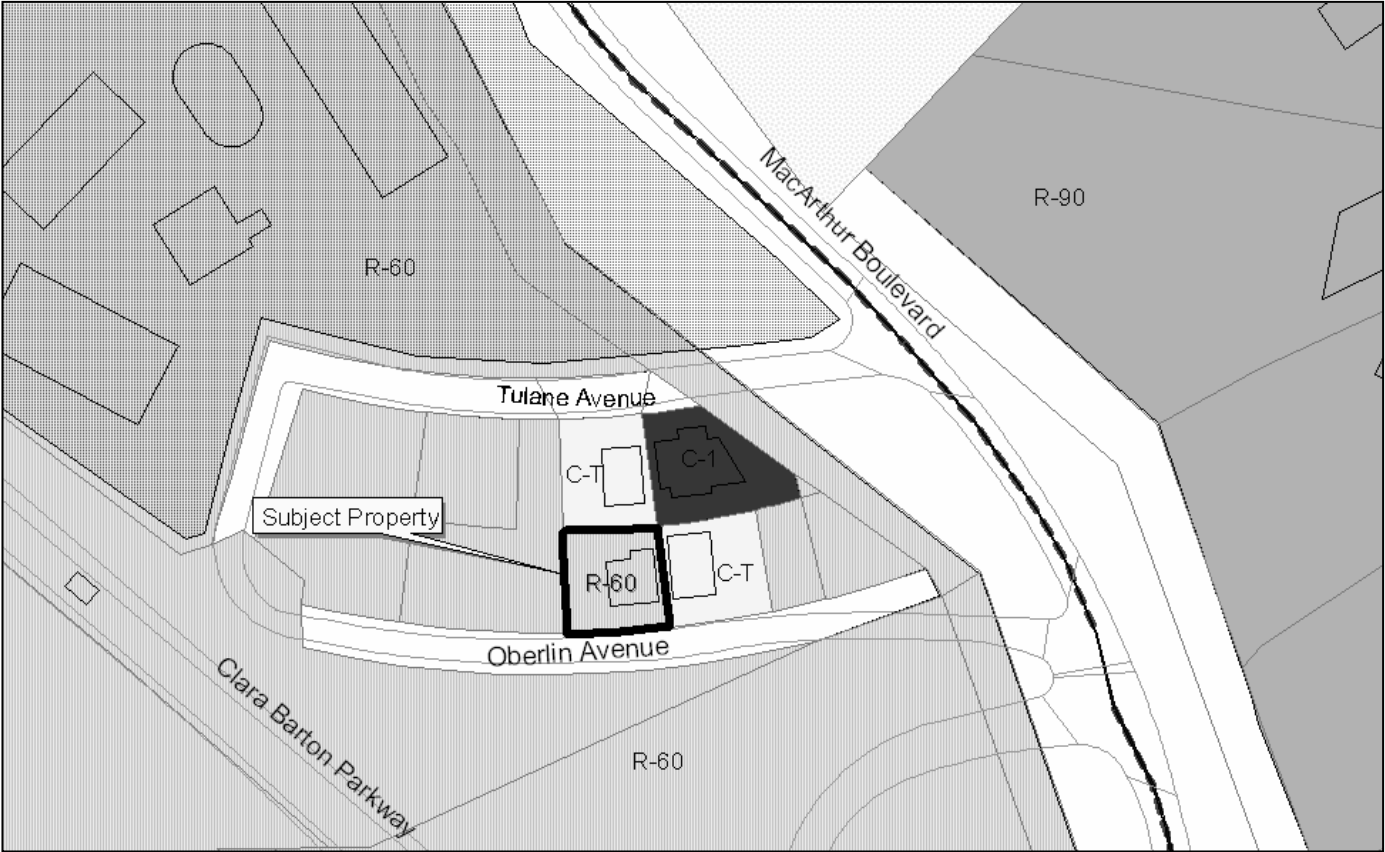 MacArthur Boulevard
R-90
R-60
Tulane Avenue
C-T
C-1
Subject Property
R-60
C-T
Oberlin Avenue
Clara Barton Parkway
R-60